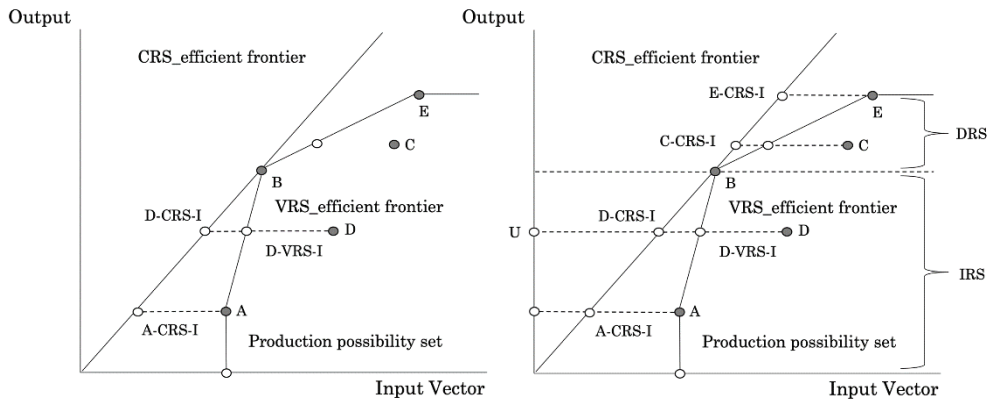 Output
CRS_efficient frontier
E
C
B
D-CRS-I
VRS_efficient frontier
D
D-VRS-I
A
A-CRS-I
Production possibility set
Input Vector
Output
CRS_efficient frontier
E-CRS-I
E
DRS
C-CRS-I
C
B
D-CRS-I
VRS_efficient frontier
U
D
D-VRS-I
IRS
A
A-CRS-I
Production possibility set
Input Vector